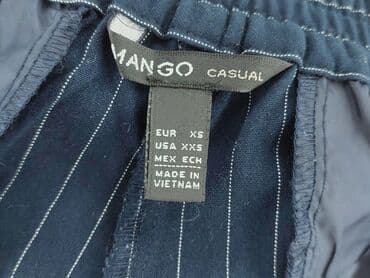 MANGO CASUAL
EUR XS
USA XXS
MEX ECH
MADE IN
VIETNAM